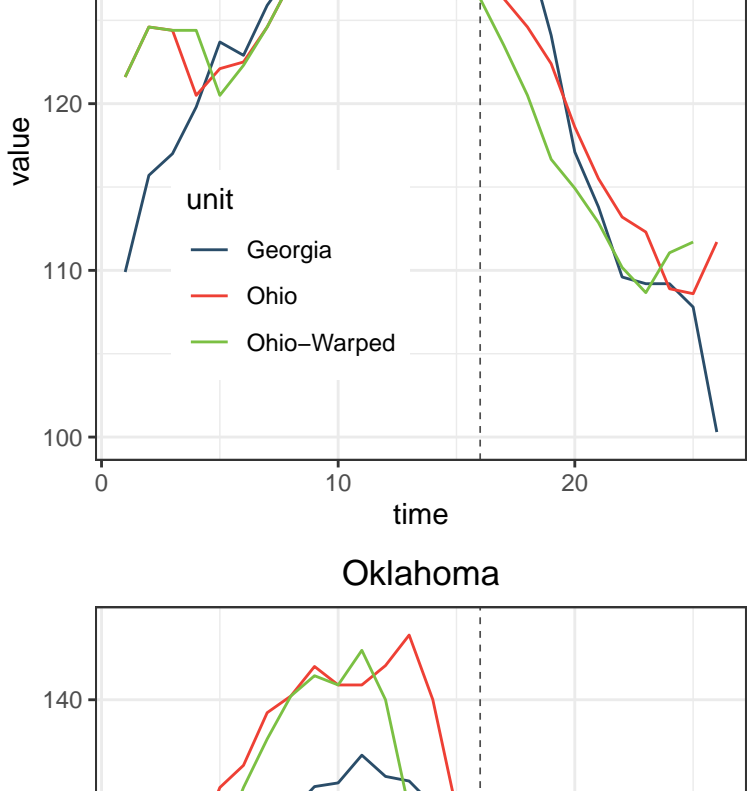 120
110
100
value
unit
Georgia
Ohio
Ohio−Warped
0 10 20
time
Oklahoma
140